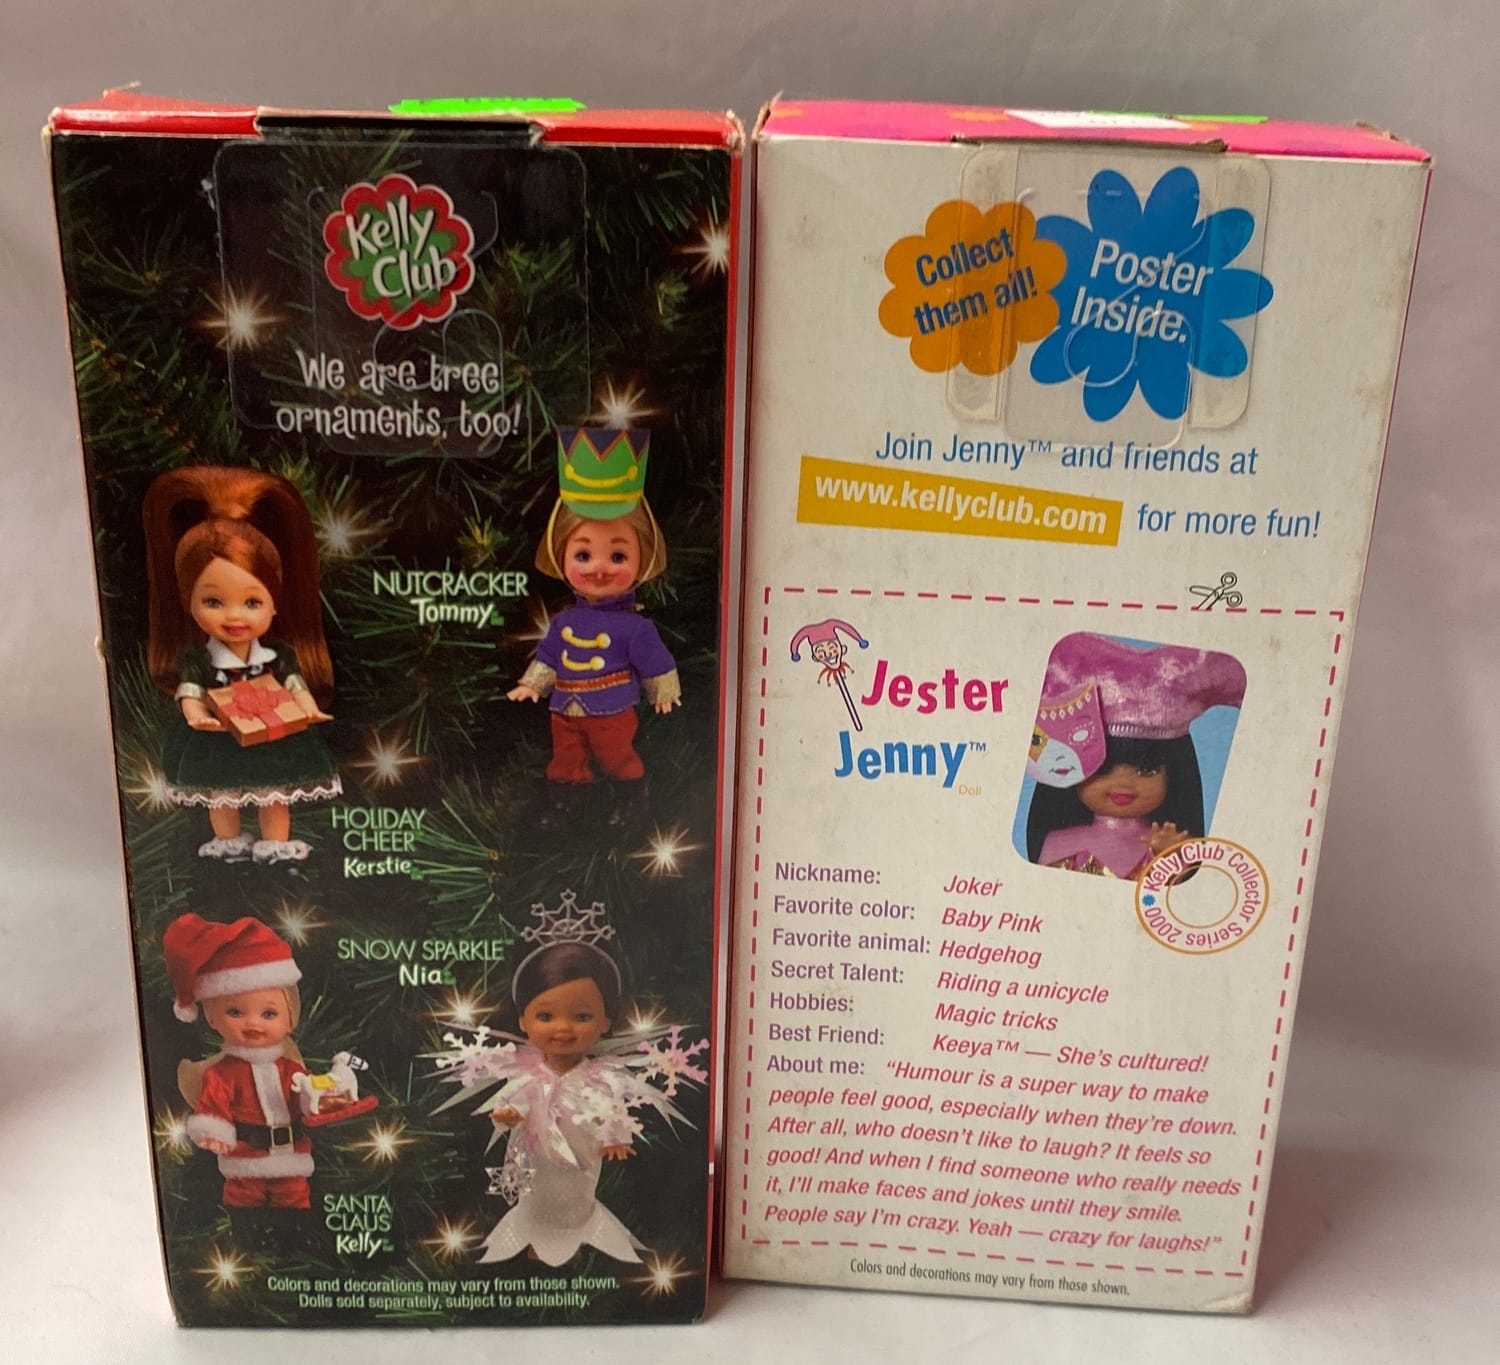 Kelly
Club
We are tree
ornaments, too!
NUTCRACKER
Tommy
HOLIDAY
CHEER
Kerstie
SNOW SPARKLE
Nia
SANTA
CLAUS
Kelly
Colors and decorations may vary from those shown.
Dolls sold separately, subject to availability.
Collect
them all!
Poster
Inside.
Join Jenny™ and friends at
www.kellyclub.com for more fun!
Jester
Jenny™
Doll
Kelly Club™ Collector Series 2000
Nickname: Joker
Favorite color: Baby Pink
Favorite animal: Hedgehog
Secret Talent: Riding a unicycle
Hobbies: Magic tricks
Best Friend: Keeya™ — She's cultured!
About me: "Humour is a super way to make
people feel good, especially when they're down.
After all, who doesn't like to laugh? It feels so
good! And when I find someone who really needs
it, I'll make faces and jokes until they smile.
People say I'm crazy. Yeah — crazy for laughs!"
Colors and decorations may vary from those shown.